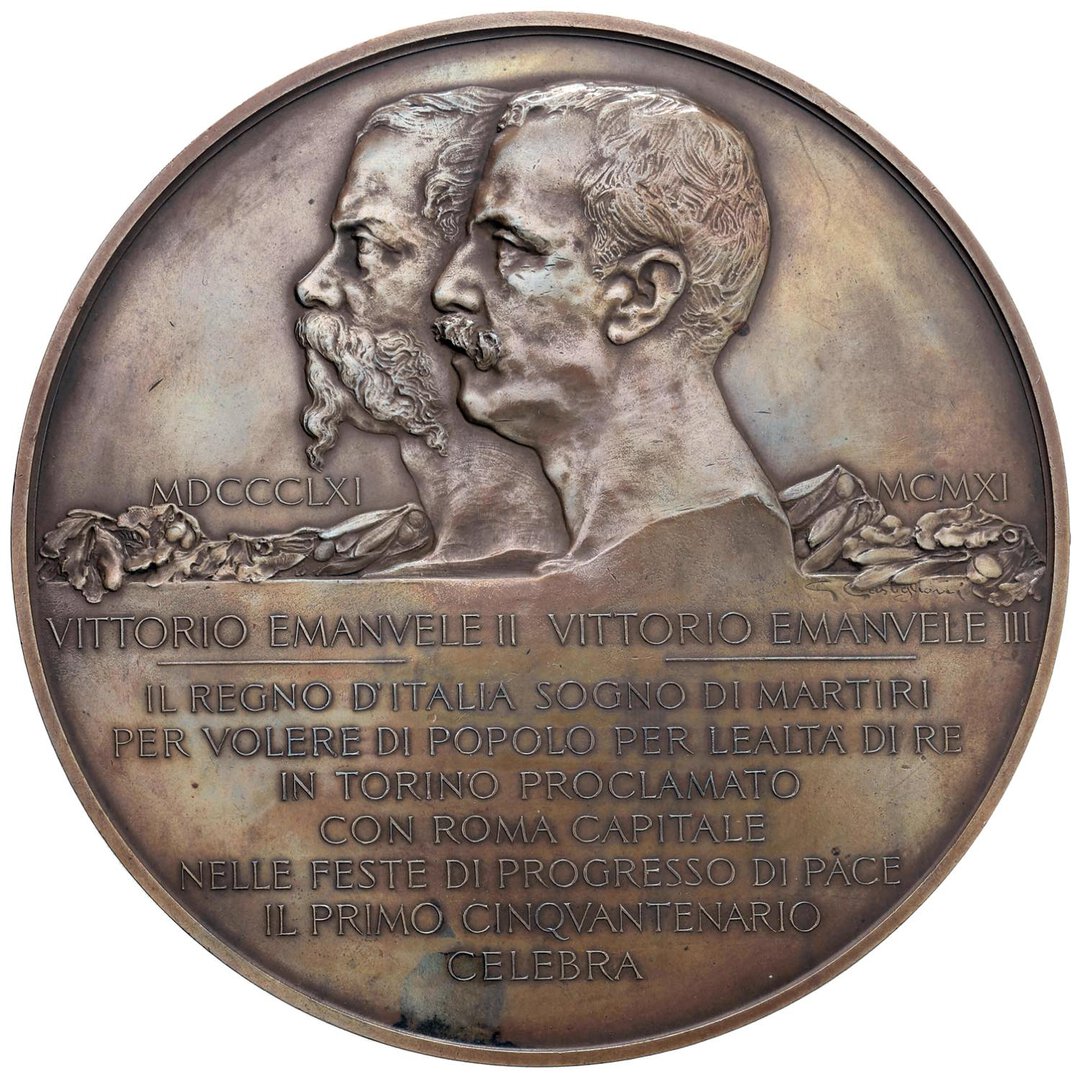 MDCCCLXI MCMXI
G Castiglioni
VITTORIO EMANVELE II VITTORIO EMANVELE III
IL REGNO D'ITALIA SOGNO DI MARTIRI
PER VOLERE DI POPOLO PER LEALTA' DI RE
IN TORINO PROCLAMATO
CON ROMA CAPITALE
NELLE FESTE DI PROGRESSO DI PACE
IL PRIMO CINQVANTENARIO
CELEBRA